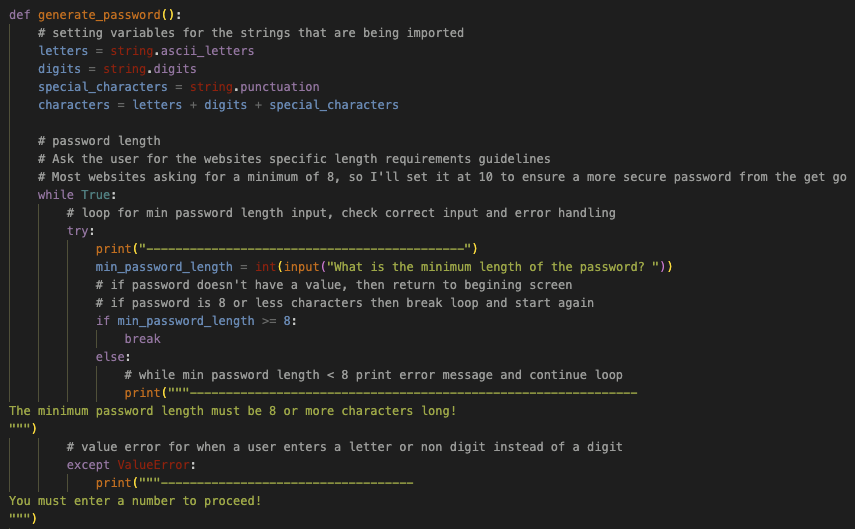 def generate_password():
    # setting variables for the strings that are being imported
    letters = string.ascii_letters
    digits = string.digits
    special_characters = string.punctuation
    characters = letters + digits + special_characters

    # password length
    # Ask the user for the websites specific length requirements guidelines
    # Most websites asking for a minimum of 8, so I'll set it at 10 to ensure a more secure password from the get go
    while True:
        # loop for min password length input, check correct input and error handling
        try:
            print("--------------------------------------------")
            min_password_length = int(input("What is the minimum length of the password? "))
            # if password doesn't have a value, then return to begining screen
            # if password is 8 or less characters then break loop and start again
            if min_password_length >= 8:
                break
            else:
                # while min password length < 8 print error message and continue loop
                print("""--------------------------------------------------------------
The minimum password length must be 8 or more characters long!
""")
        # value error for when a user enters a letter or non digit instead of a digit
        except ValueError:
            print("""-----------------------------------
You must enter a number to proceed!
""")